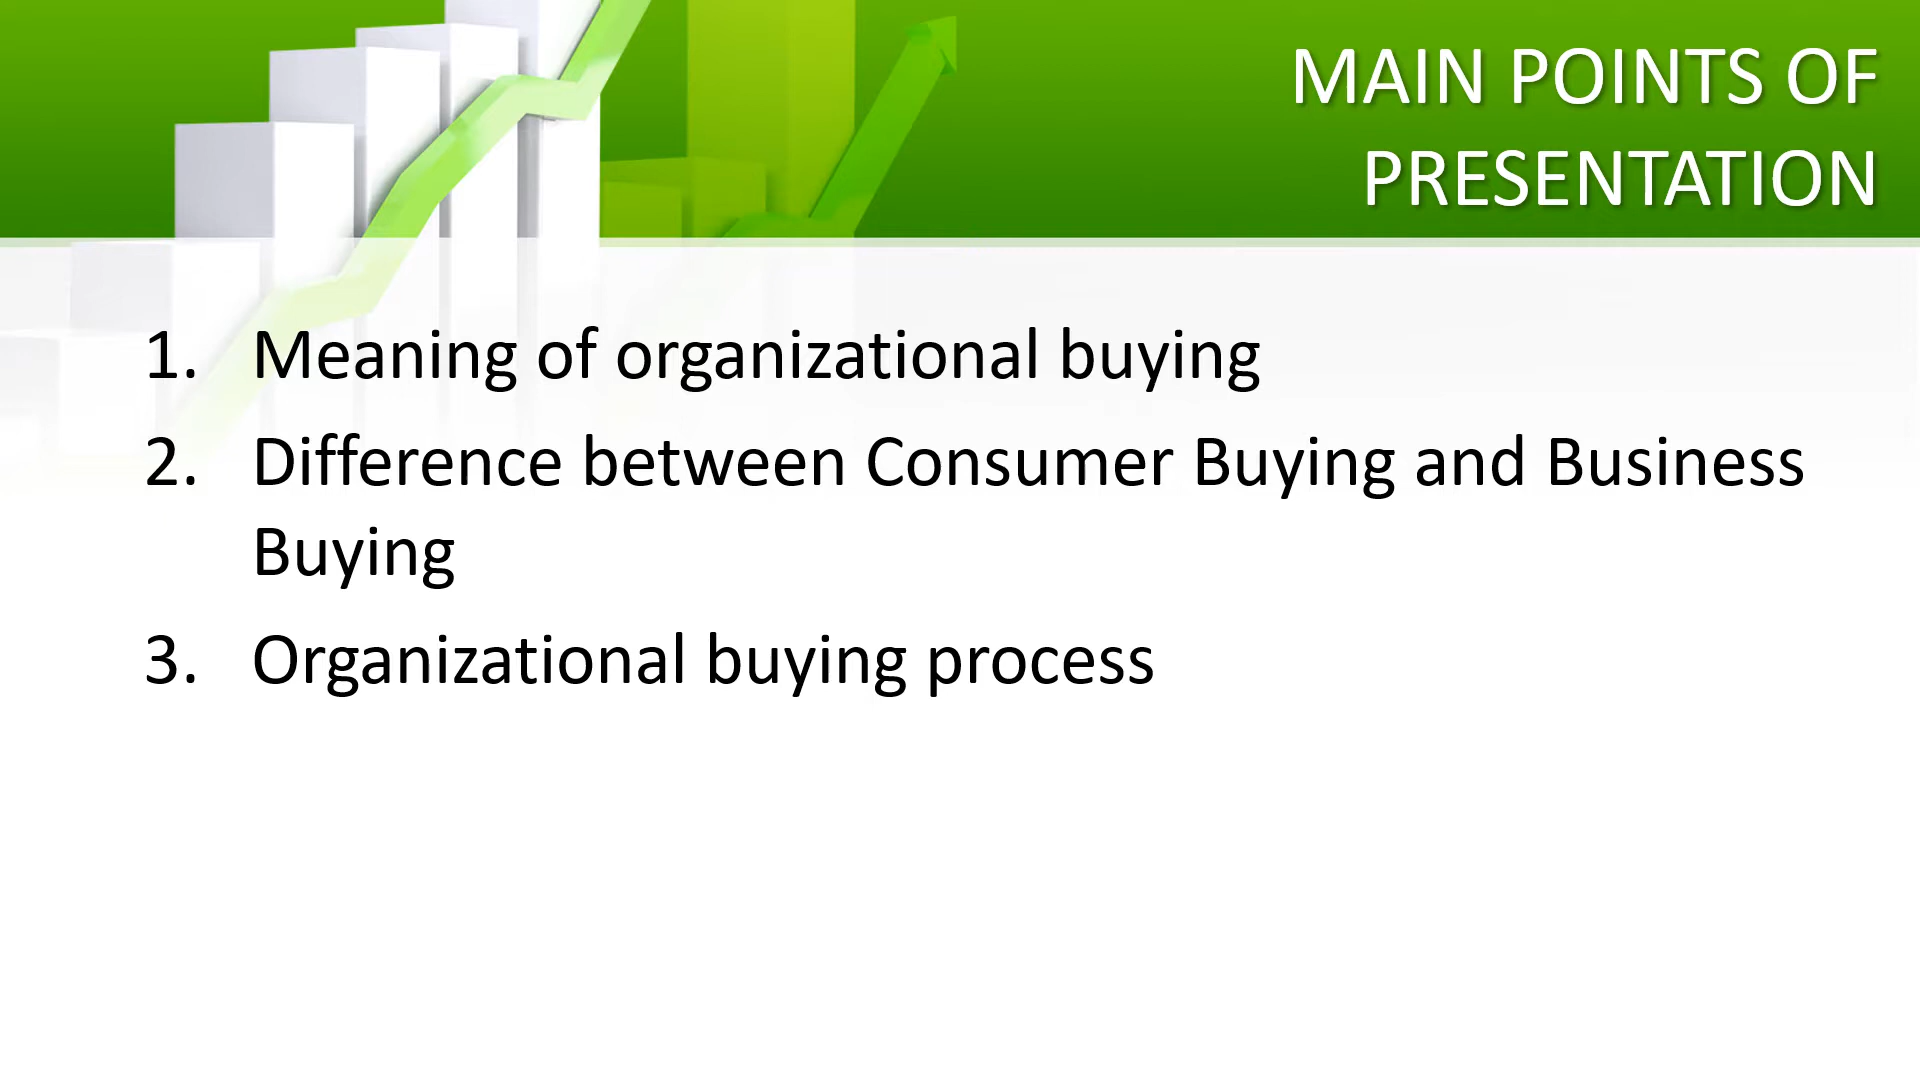 MAIN POINTS OF
PRESENTATION
1. Meaning of organizational buying
2. Difference between Consumer Buying and Business
Buying
3. Organizational buying process